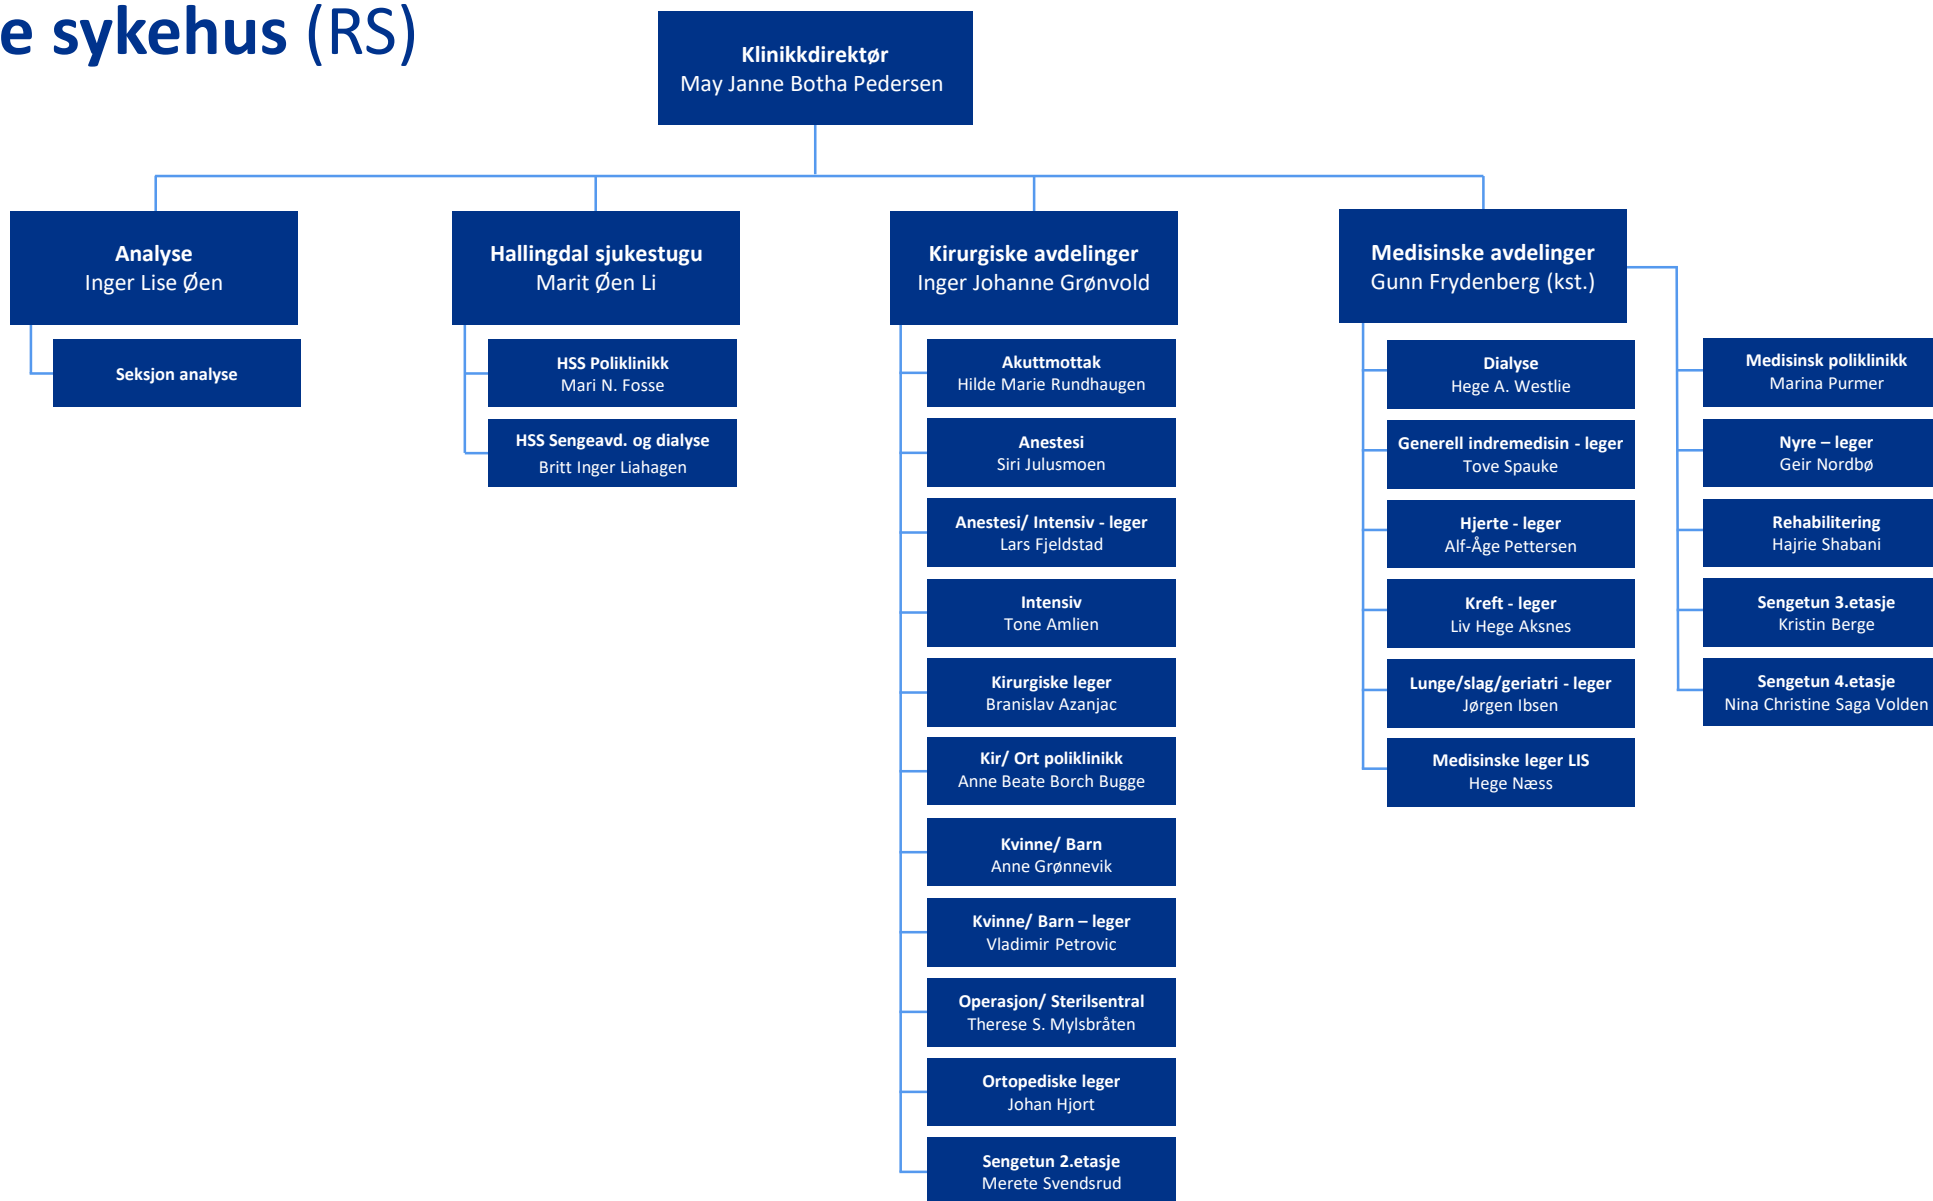 e sykehus (RS)
Klinikkdirektør
May Janne Botha Pedersen
Analyse
Inger Lise Øen
Seksjon analyse
Hallingdal sjukestugu
Marit Øen Li
HSS Poliklinikk
Mari N. Fosse
HSS Sengeavd. og dialyse
Britt Inger Liahagen
Kirurgiske avdelinger
Inger Johanne Grønvold
Akuttmottak
Hilde Marie Rundhaugen
Anestesi
Siri Julusmoen
Anestesi/ Intensiv - leger
Lars Fjeldstad
Intensiv
Tone Amlien
Kirurgiske leger
Branislav Azanjac
Kir/ Ort poliklinikk
Anne Beate Borch Bugge
Kvinne/ Barn
Anne Grønnevik
Kvinne/ Barn – leger
Vladimir Petrovic
Operasjon/ Sterilsentral
Therese S. Mylsbråten
Ortopediske leger
Johan Hjort
Sengetun 2.etasje
Merete Svendsrud
Medisinske avdelinger
Gunn Frydenberg (kst.)
Dialyse
Hege A. Westlie
Generell indremedisin - leger
Tove Spauke
Hjerte - leger
Alf-Åge Pettersen
Kreft - leger
Liv Hege Aksnes
Lunge/slag/geriatri - leger
Jørgen Ibsen
Medisinske leger LIS
Hege Næss
Medisinsk poliklinikk
Marina Purmer
Nyre – leger
Geir Nordbø
Rehabilitering
Hajrie Shabani
Sengetun 3.etasje
Kristin Berge
Sengetun 4.etasje
Nina Christine Saga Volden